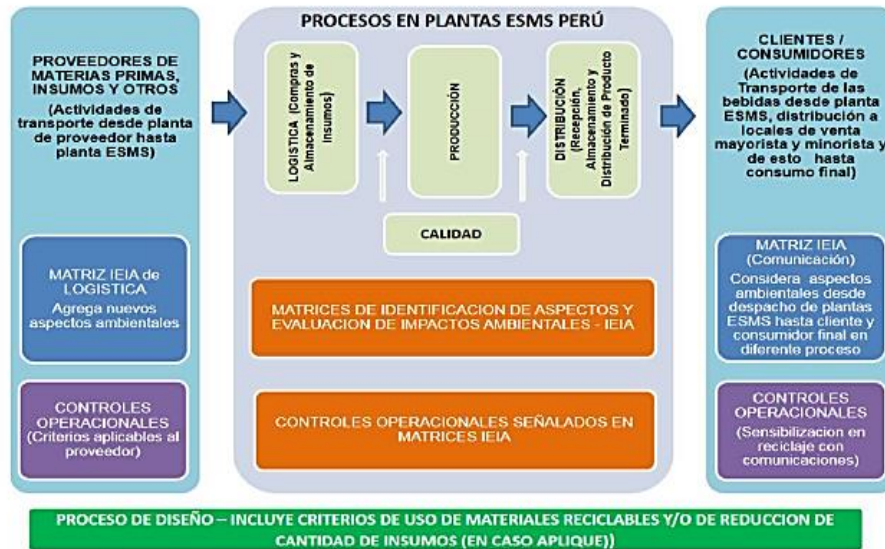 PROCESOS EN PLANTAS ESMS PERÚ
PROVEEDORES DE
MATERIAS PRIMAS,
INSUMOS Y OTROS
(Actividades de
transporte desde planta
de proveedor hasta
planta ESMS)
MATRIZ IEIA de
LOGISTICA
Agrega nuevos
aspectos ambientales
CONTROLES
OPERACIONALES
(Criterios aplicables al
proveedor)
LOGISTICA (Compras y
Almacenamiento de
Insumos)
PRODUCCIÓN
DISTRIBUCIÓN
(Recepción,
Almacenamiento y
Distribución de Producto
Terminado)
CALIDAD
MATRICES DE IDENTIFICACION DE ASPECTOS Y
EVALUACION DE IMPACTOS AMBIENTALES - IEIA
CONTROLES OPERACIONALES SEÑALADOS EN
MATRICES IEIA
CLIENTES /
CONSUMIDORES
(Actividades de
Transporte de las
bebidas desde planta
ESMS, distribución a
locales de venta
mayorista y minorista y
de esto hasta
consumo final)
MATRIZ IEIA
(Comunicación)
Considera aspectos
ambientales desde
despacho de plantas
ESMS hasta cliente y
consumidor final en
diferente proceso
CONTROLES
OPERACIONALES
(Sensibilizacion en
reciclaje con
comunicaciones)
PROCESO DE DISEÑO – INCLUYE CRITERIOS DE USO DE MATERIALES RECICLABLES Y/O DE REDUCCION DE
CANTIDAD DE INSUMOS (EN CASO APLIQUE))